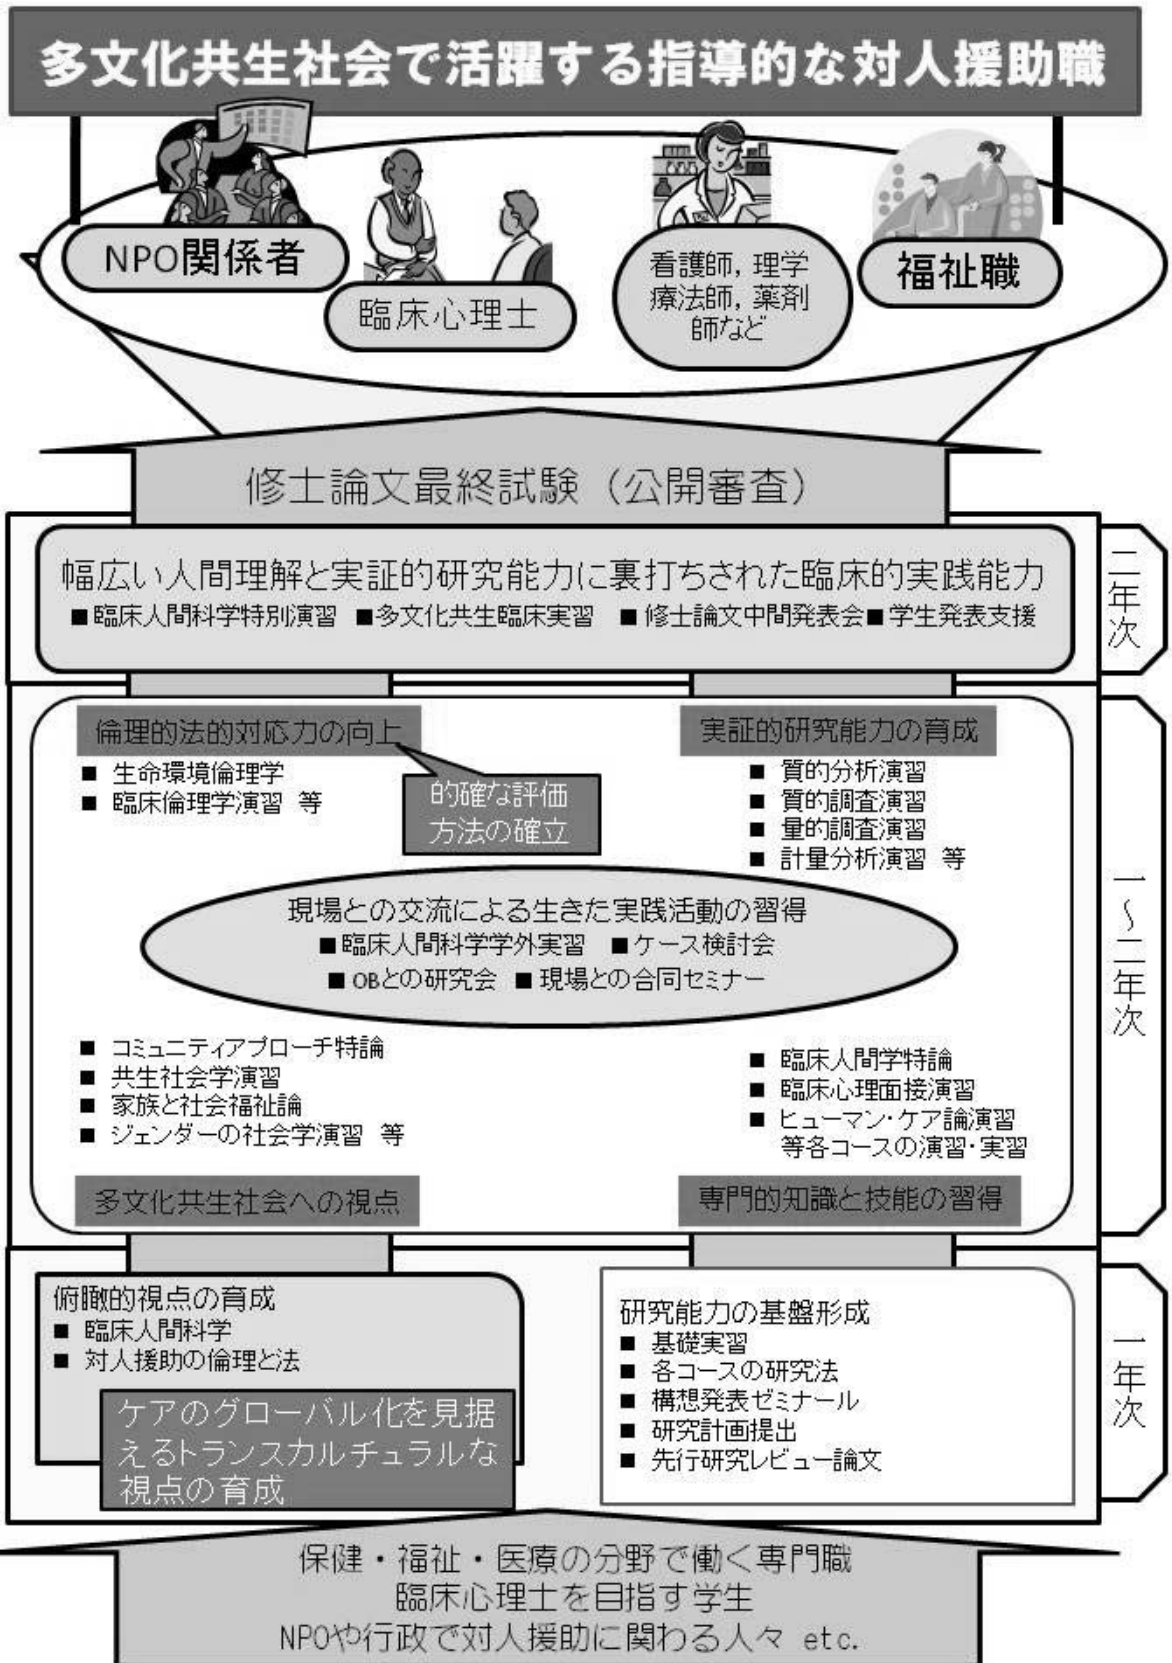 多文化共生社会で活躍する指導的な対人援助職
NPO関係者
臨床心理士
看護師，理学
療法師，薬剤
師など
福祉職
修士論文最終試験（公開審査）
幅広い人間理解と実証的研究能力に裏打ちされた臨床的実践能力
■臨床人間科学特別演習 ■多文化共生臨床実習 ■修士論文中間発表会■学生発表支援
二年次
倫理的法的対応力の向上
■ 生命環境倫理学
■ 臨床倫理学演習 等
的確な評価
方法の確立
実証的研究能力の育成
■ 質的分析演習
■ 質的調査演習
■ 量的調査演習
■ 計量分析演習 等
現場との交流による生きた実践活動の習得
■臨床人間科学学外実習 ■ケース検討会
■OBとの研究会 ■現場との合同セミナー
一～二年次
■ コミュニティアプローチ特論
■ 共生社会学演習
■ 家族と社会福祉論
■ ジェンダーの社会学演習 等
多文化共生社会への視点
■ 臨床人間学特論
■ 臨床心理面接演習
■ ヒューマン・ケア論演習
等各コースの演習・実習
専門的知識と技能の習得
俯瞰的視点の育成
■ 臨床人間科学
■ 対人援助の倫理と法
ケアのグローバル化を見据
えるトランスカルチュラルな
視点の育成
研究能力の基盤形成
■ 基礎実習
■ 各コースの研究法
■ 構想発表ゼミナール
■ 研究計画提出
■ 先行研究レビュー論文
一年次
保健・福祉・医療の分野で働く専門職
臨床心理士を目指す学生
NPOや行政で対人援助に関わる人々 etc.